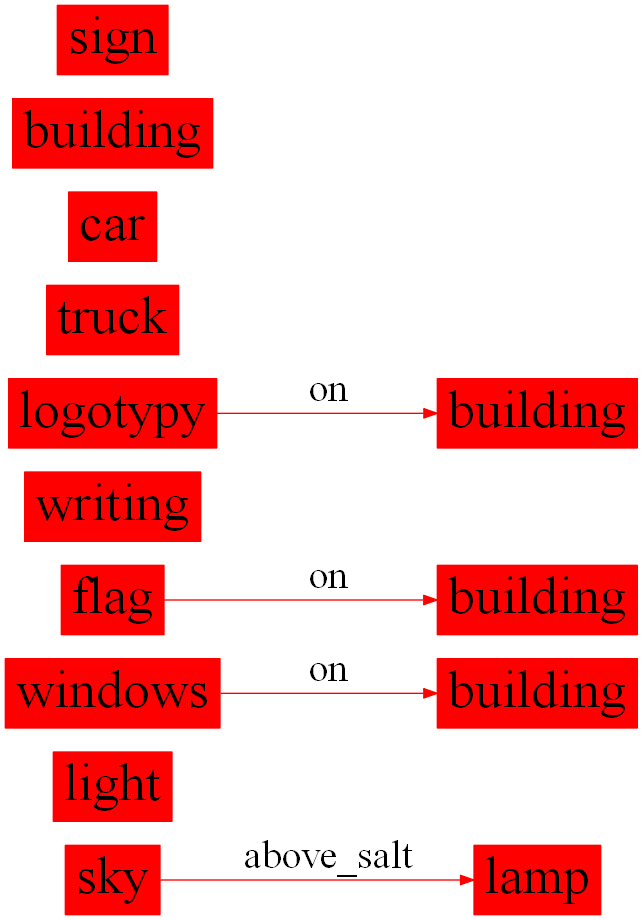 sign
building
car
truck
logotypy on building
writing
flag on building
windows on building
light
sky above_salt lamp